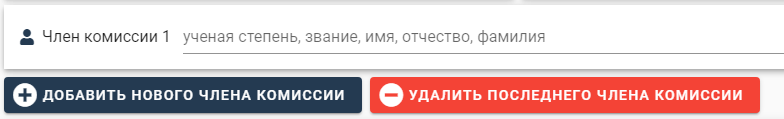 Член комиссии 1 ученая степень, звание, имя, отчество, фамилия
ДОБАВИТЬ НОВОГО ЧЛЕНА КОМИССИИ УДАЛИТЬ ПОСЛЕДНЕГО ЧЛЕНА КОМИССИИ